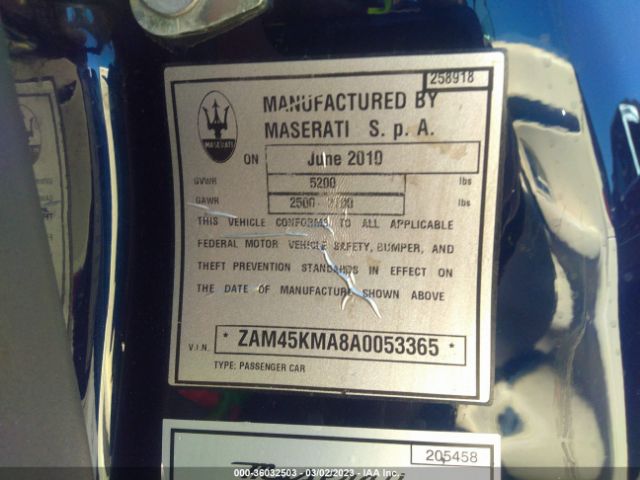 258918
MANUFACTURED BY
MASERATI S. p. A.
MASERATI
ON June 2010
GVWR 5200 lbs
GAWR 2500 lbs
THIS VEHICLE CONFORMS TO ALL APPLICABLE
FEDERAL MOTOR VEHICLE SAFETY, BUMPER, AND
THEFT PREVENTION STANDARDS IN EFFECT ON
THE DATE OF MANUFACTURE SHOWN ABOVE
V.I.N. * ZAM45KMA8A0053365 *
TYPE: PASSENGER CAR
205458
000-36032503 - 03/02/2023 - IAA Inc.